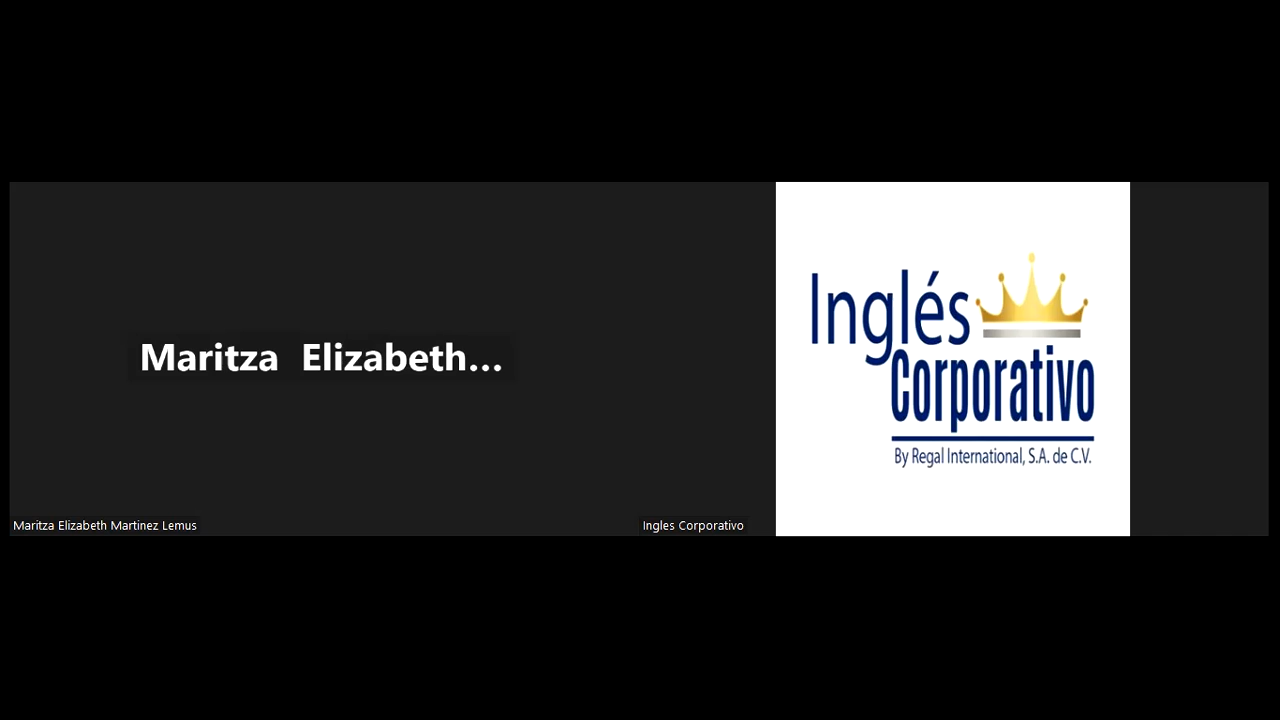 Maritza Elizabeth...
Maritza Elizabeth Martinez Lemus
Ingles Corporativo
Inglés
Corporativo
By Regal International, S.A. de C.V.